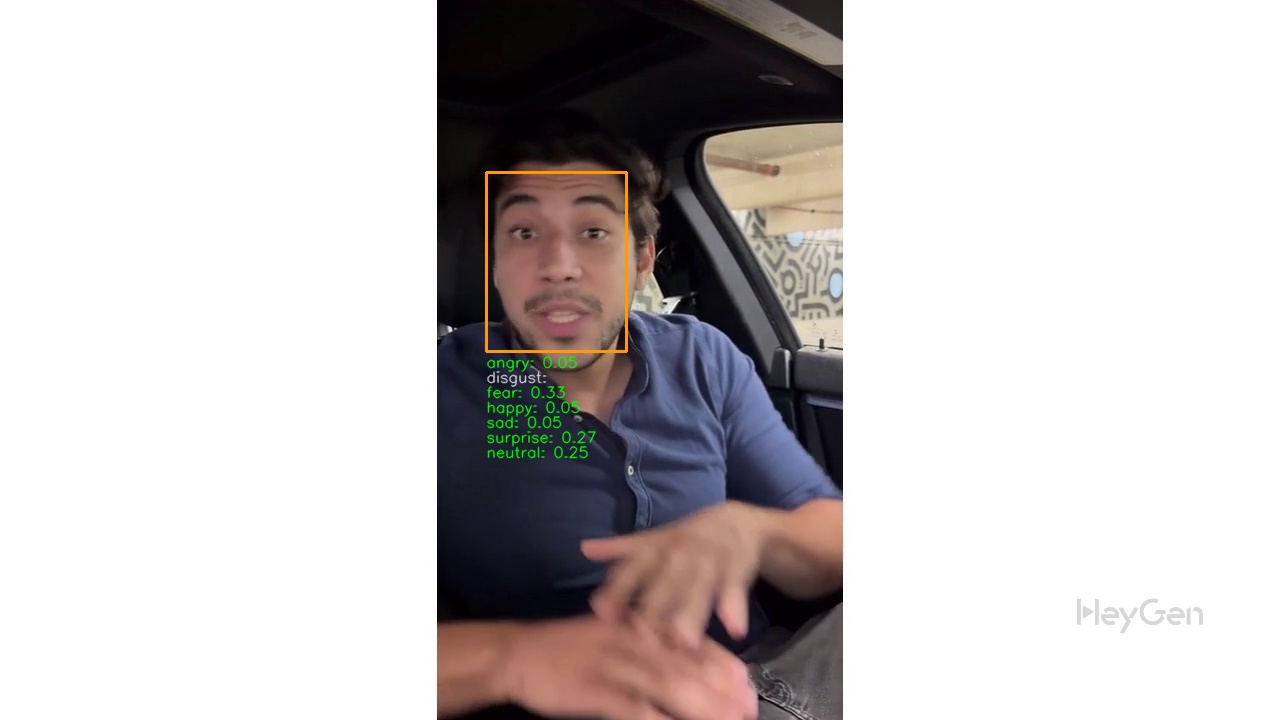 angry: 0.05
disgust:
fear: 0.33
happy: 0.05
sad: 0.05
surprise: 0.27
neutral: 0.25
HeyGen